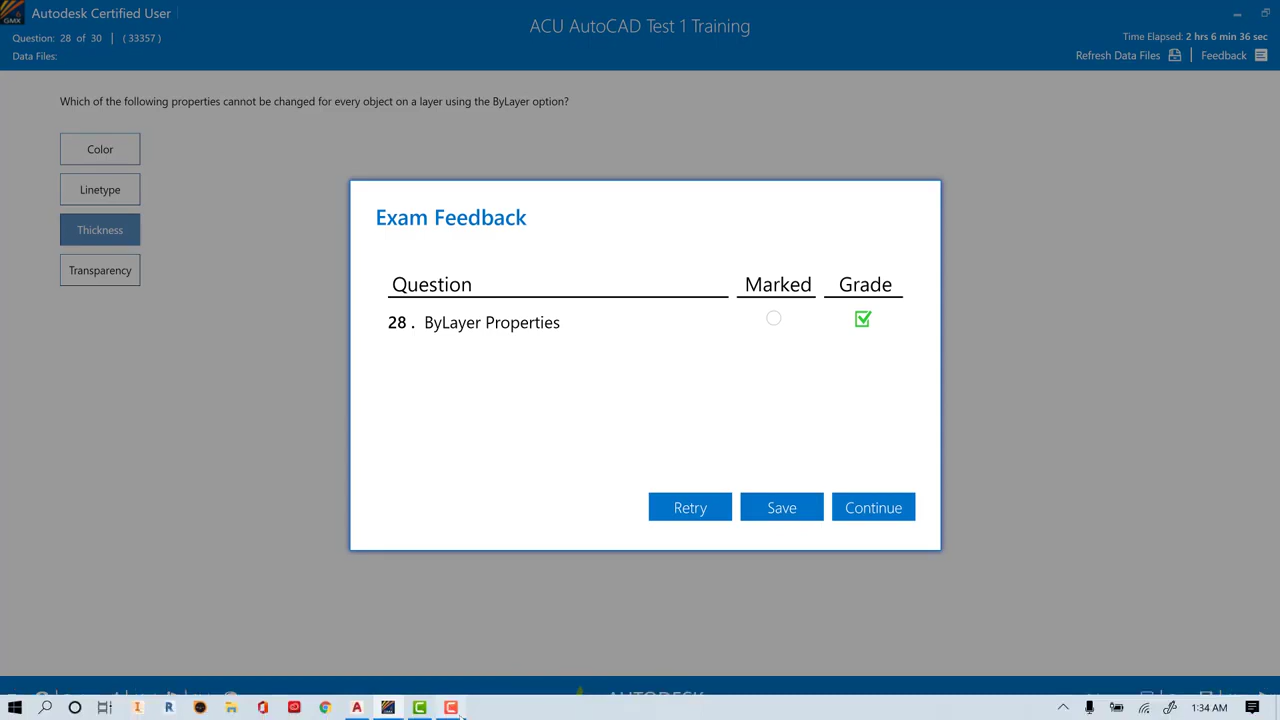 GMX
Autodesk Certified User
ACU AutoCAD Test 1 Training
Question: 28 of 30 | ( 33357 )
Time Elapsed: 2 hrs 6 min 36 sec
Data Files:
Refresh Data Files
Feedback
Which of the following properties cannot be changed for every object on a layer using the ByLayer option?
Color
Linetype
Thickness
Transparency
Exam Feedback
Question Marked Grade
28 . ByLayer Properties
Retry Save Continue
AUTODESK
1:34 AM